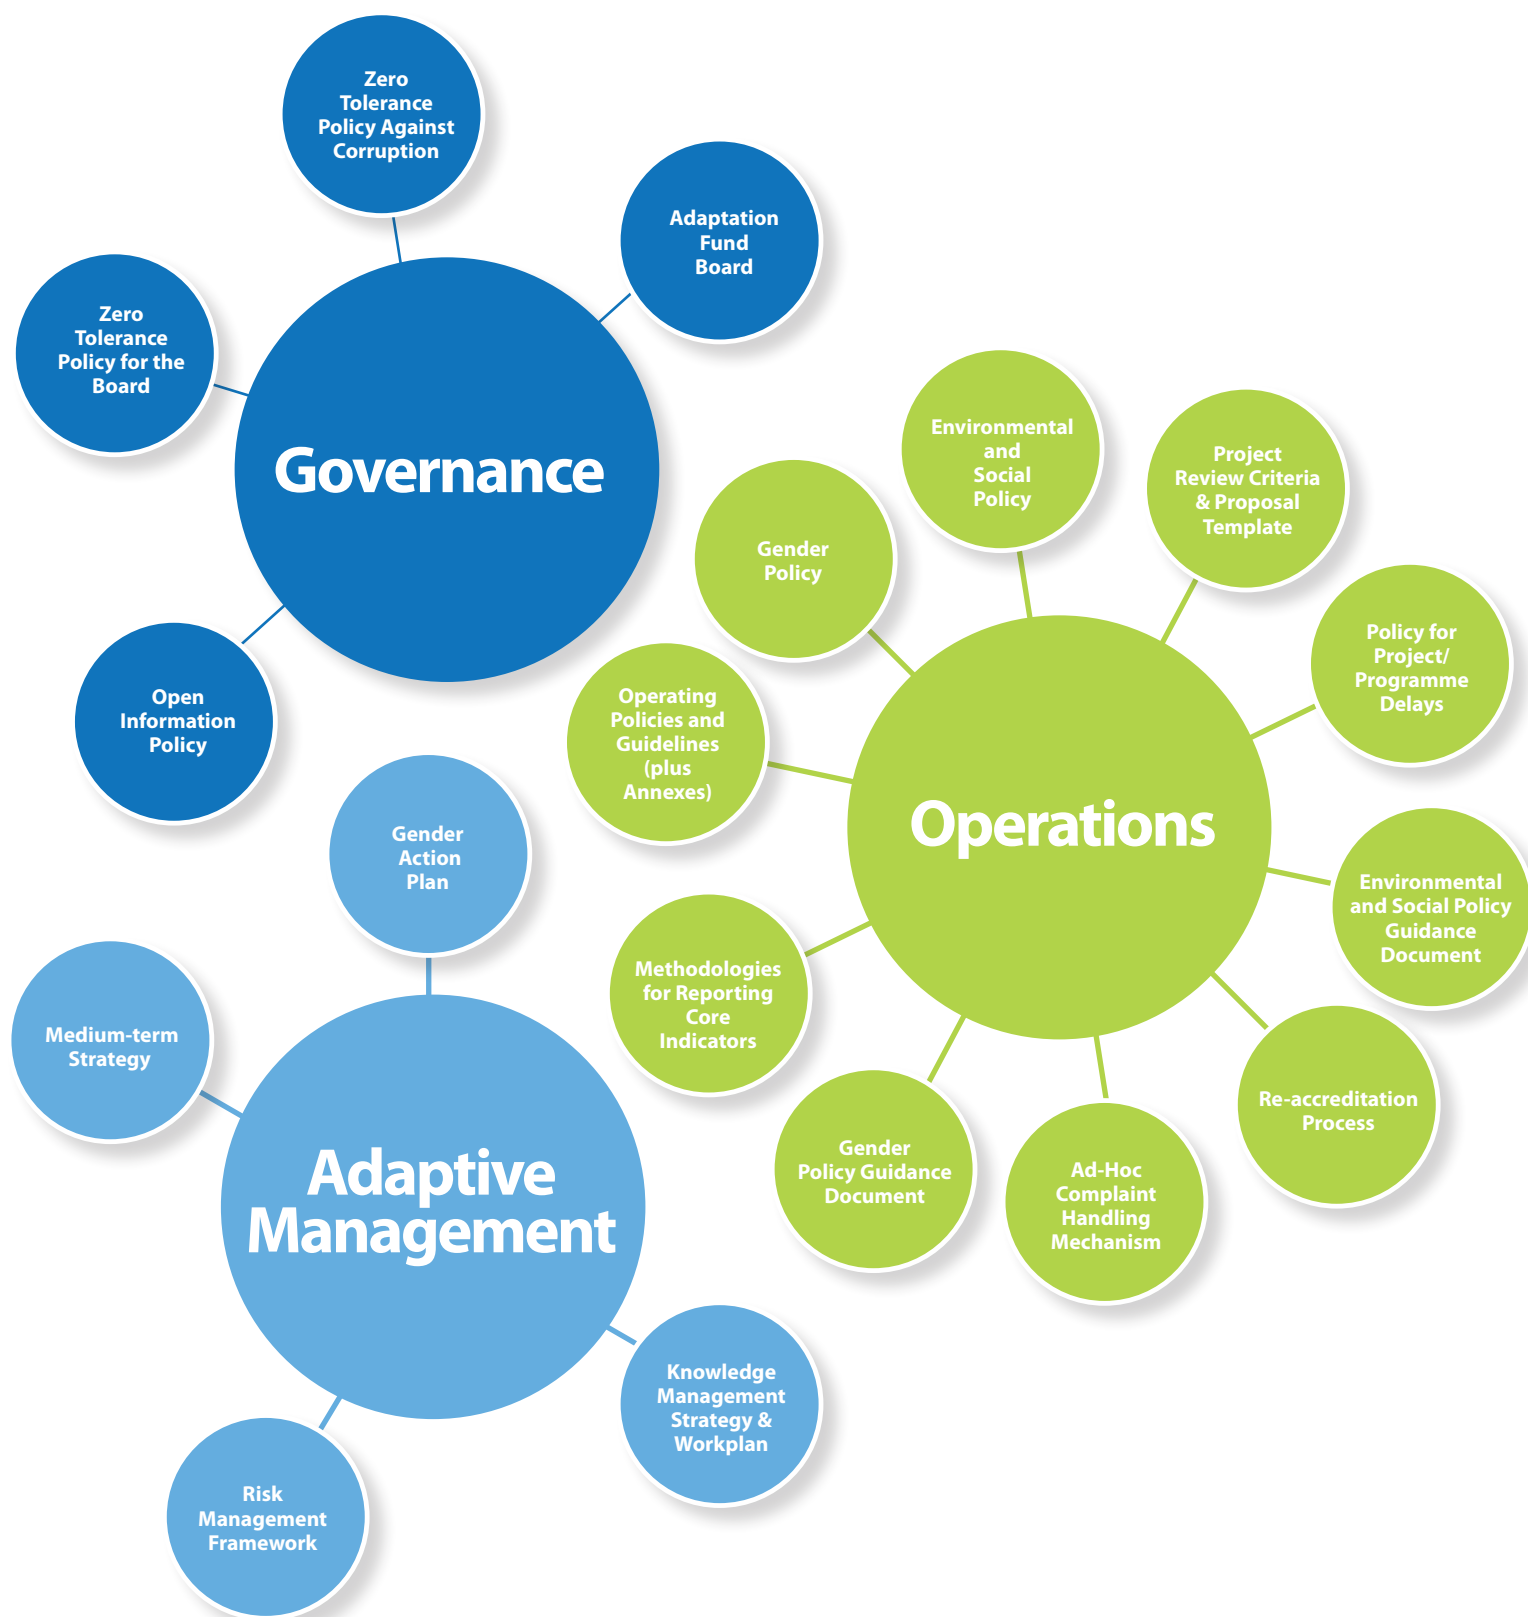 Zero
Tolerance
Policy Against
Corruption
Adaptation
Fund
Board
Zero
Tolerance
Policy for the
Board
Governance
Open
Information
Policy
Environmental
and
Social
Policy
Project
Review Criteria
& Proposal
Template
Gender
Policy
Policy for
Project/
Programme
Delays
Operating
Policies and
Guidelines
(plus
Annexes)
Operations
Environmental
and Social Policy
Guidance
Document
Methodologies
for Reporting
Core
Indicators
Re-accreditation
Process
Gender
Policy Guidance
Document
Ad-Hoc
Complaint
Handling
Mechanism
Gender
Action
Plan
Medium-term
Strategy
Adaptive
Management
Knowledge
Management
Strategy &
Workplan
Risk
Management
Framework